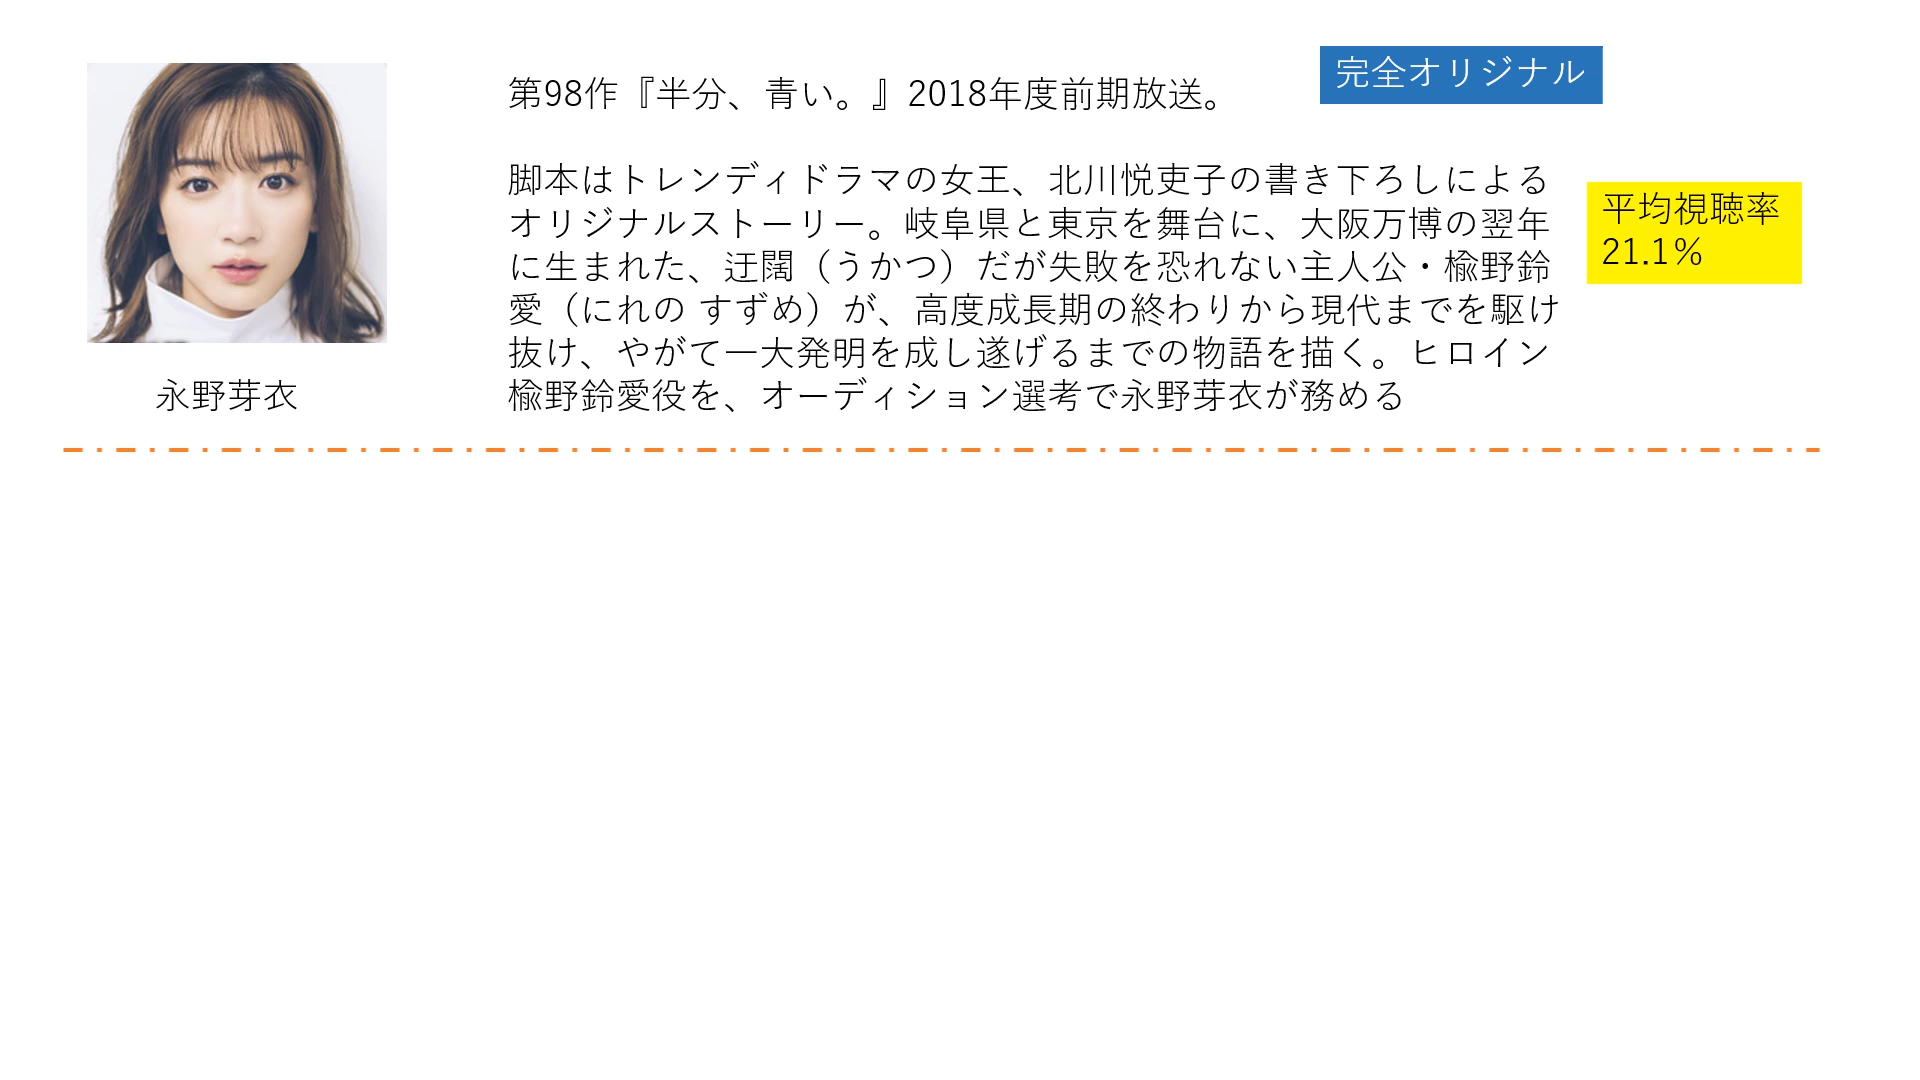 完全オリジナル
第98作『半分、青い。』2018年度前期放送。
脚本はトレンディドラマの女王、北川悦吏子の書き下ろしによる
オリジナルストーリー。岐阜県と東京を舞台に、大阪万博の翌年
に生まれた、迂闊（うかつ）だが失敗を恐れない主人公・楡野鈴
愛（にれの すずめ）が、高度成長期の終わりから現代までを駆け
抜け、やがて一大発明を成し遂げるまでの物語を描く。ヒロイン
楡野鈴愛役を、オーディション選考で永野芽衣が務める
平均視聴率
21.1％
永野芽衣